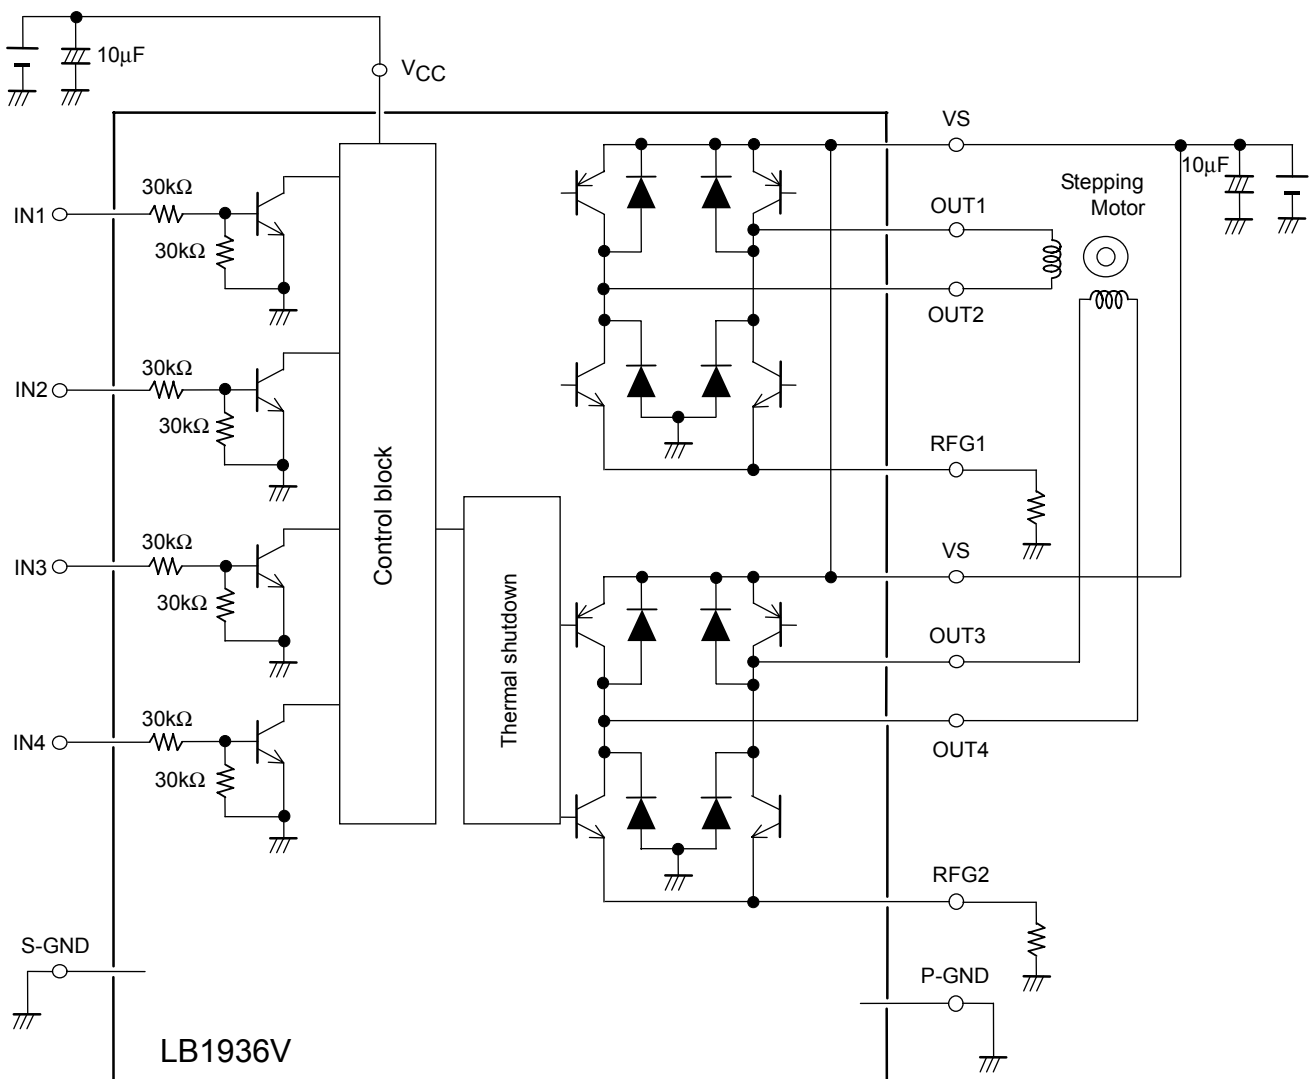 10μF
VCC
VS
30kΩ
IN1
30kΩ
OUT1
Stepping
Motor
10μF
OUT2
30kΩ
IN2
30kΩ
RFG1
Control block
30kΩ
IN3
30kΩ
VS
Thermal shutdown
OUT3
30kΩ
IN4
30kΩ
OUT4
RFG2
S-GND
P-GND
LB1936V